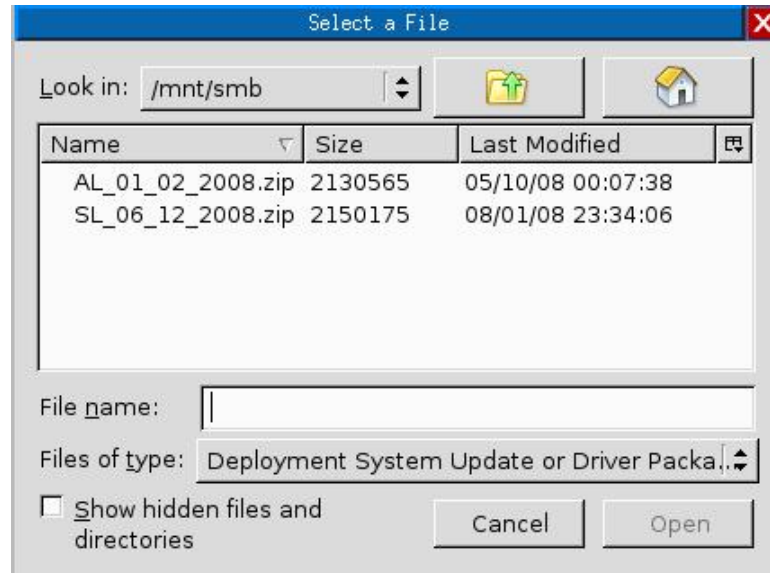 Select a File
Look in: /mnt/smb
Name Size Last Modified
AL_01_02_2008.zip 2130565 05/10/08 00:07:38
SL_06_12_2008.zip 2150175 08/01/08 23:34:06
File name:
Files of type: Deployment System Update or Driver Packa...
Show hidden files and
directories
Cancel Open